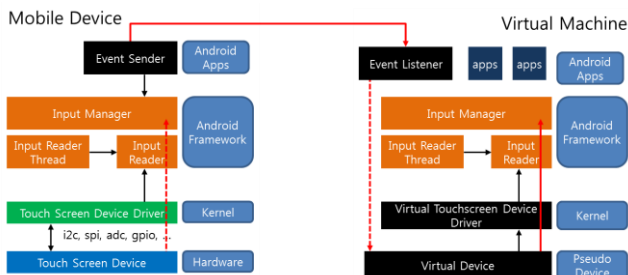 Mobile Device
Virtual Machine
Event Sender
Android
Apps
Event Listener
apps
apps
Android
Apps
Input Manager
Input Reader
Thread
Input
Reader
Android
Framework
Input Manager
Input Reader
Thread
Input
Reader
Android
Framework
Touch Screen Device Driver
Kernel
Virtual Touchscreen Device
Driver
Kernel
i2c, spi, adc, gpio, ...
Touch Screen Device
Hardware
Virtual Device
Pseudo
Device